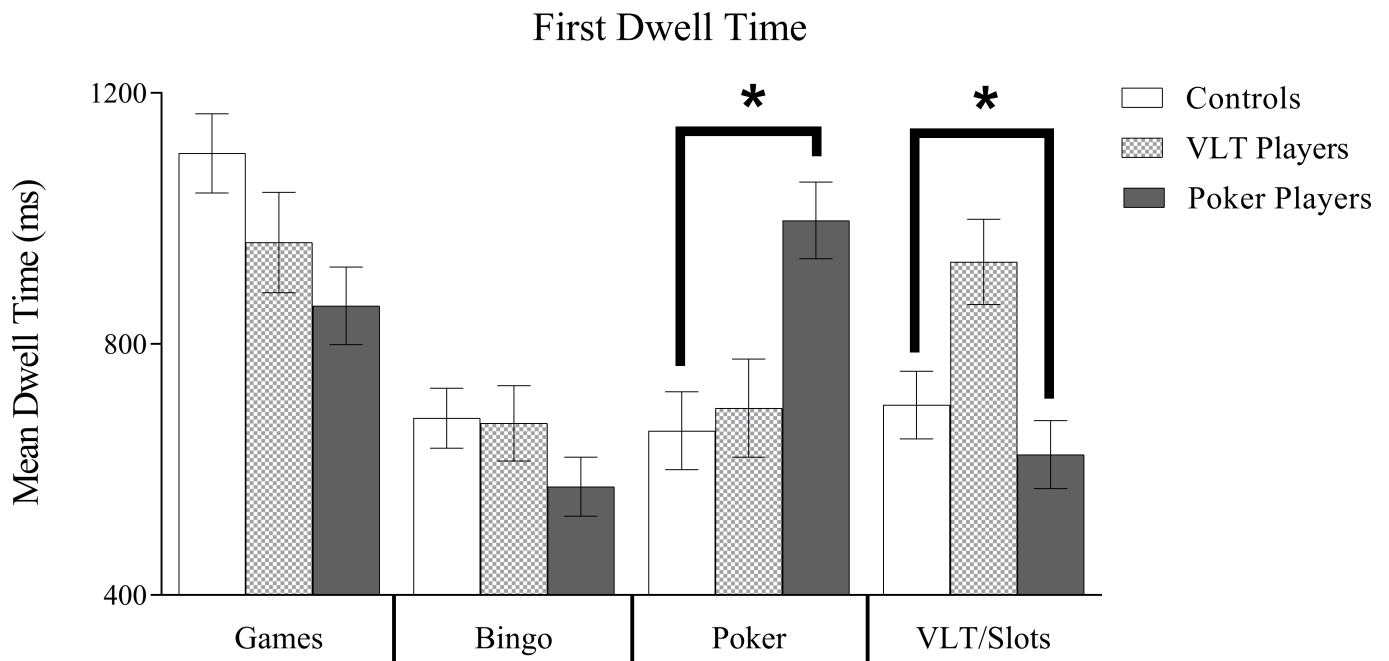 First Dwell Time
Mean Dwell Time (ms)
1200
800
400
*
*
Controls
VLT Players
Poker Players
Games
Bingo
Poker
VLT/Slots